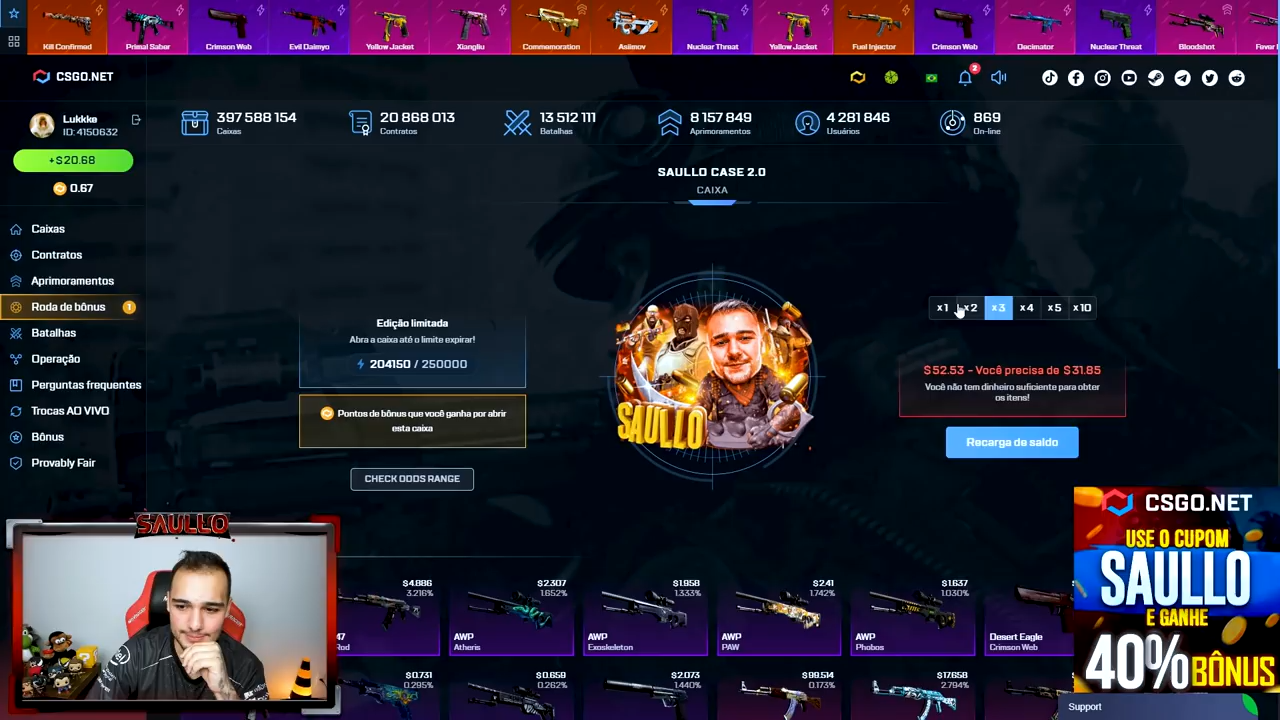 Kill Confirmed
Primal Saber
Crimson Web
Evil Daimyo
Yellow Jacket
Xiangliu
Commemoration
Asiimov
Nuclear Threat
Yellow Jacket
Fuel Injector
Crimson Web
Decimator
Nuclear Threat
Bloodshot
CSGO.NET
2
Lukkke
ID: 4150632
+$20.68
0.67
397 588 154
Caixas
20 868 013
Contratos
13 512 111
Batalhas
8 157 849
Aprimoramentos
4 281 846
Usuários
869
On-line
Caixas
Contratos
Aprimoramentos
Roda de bônus 1
Batalhas
Operação
Perguntas frequentes
Trocas AO VIVO
Bônus
Provably Fair
SAULLO CASE 2.0
CAIXA
Edição limitada
Abra a caixa até o limite expirar!
204150 / 250000
Pontos de bônus que você ganha por abrir
esta caixa
CHECK ODDS RANGE
SAULLO
x1 x2 x3 x4 x5 x10
$52.53 - Você precisa de $31.85
Você não tem dinheiro suficiente para obter
os itens!
Recarga de saldo
SAULLO
$4.886
3.216%
47
$2.307
1.652%
AWP
Atheris
$1.958
1.333%
AWP
Exoskeleton
$2.41
1.742%
AWP
PAW
$1.637
1.030%
AWP
Phobos
Desert Eagle
Crimson Web
$0.731
0.295%
$0.659
0.262%
$2.073
1.440%
$99.514
0.173%
$17.658
2.794%
CSGO.NET
USE O CUPOM
SAULLO
E GANHE
40% BÔNUS
Support